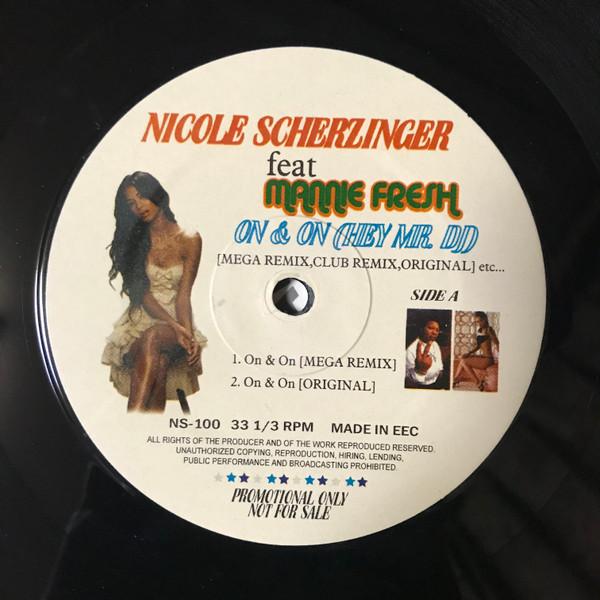 NICOLE SCHERZINGER
feat
MANNIE FRESH
ON & ON (HEY MR. DJ)
[MEGA REMIX,CLUB REMIX,ORIGINAL] etc...
SIDE A
1. On & On [MEGA REMIX]
2. On & On [ORIGINAL]
NS-100 33 1/3 RPM MADE IN EEC
ALL RIGHTS OF THE PRODUCER AND OF THE WORK REPRODUCED RESERVED.
UNAUTHORIZED COPYING, REPRODUCTION, HIRING, LENDING,
PUBLIC PERFORMANCE AND BROADCASTING PROHIBITED.
PROMOTIONAL ONLY
NOT FOR SALE